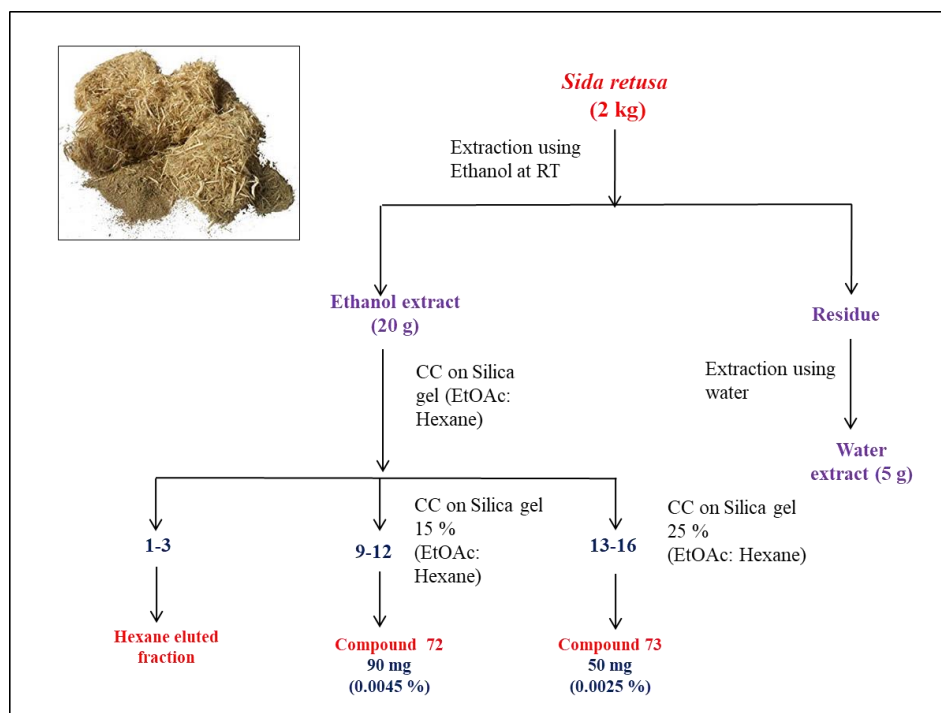 Sida retusa
(2 kg)
Extraction using
Ethanol at RT
Ethanol extract
(20 g)
Residue
CC on Silica
gel (EtOAc:
Hexane)
Extraction using
water
Water
extract (5 g)
1-3
9-12
CC on Silica gel
15 %
(EtOAc:
Hexane)
13-16
CC on Silica gel
25 %
(EtOAc: Hexane)
Hexane eluted
fraction
Compound 72
90 mg
(0.0045 %)
Compound 73
50 mg
(0.0025 %)